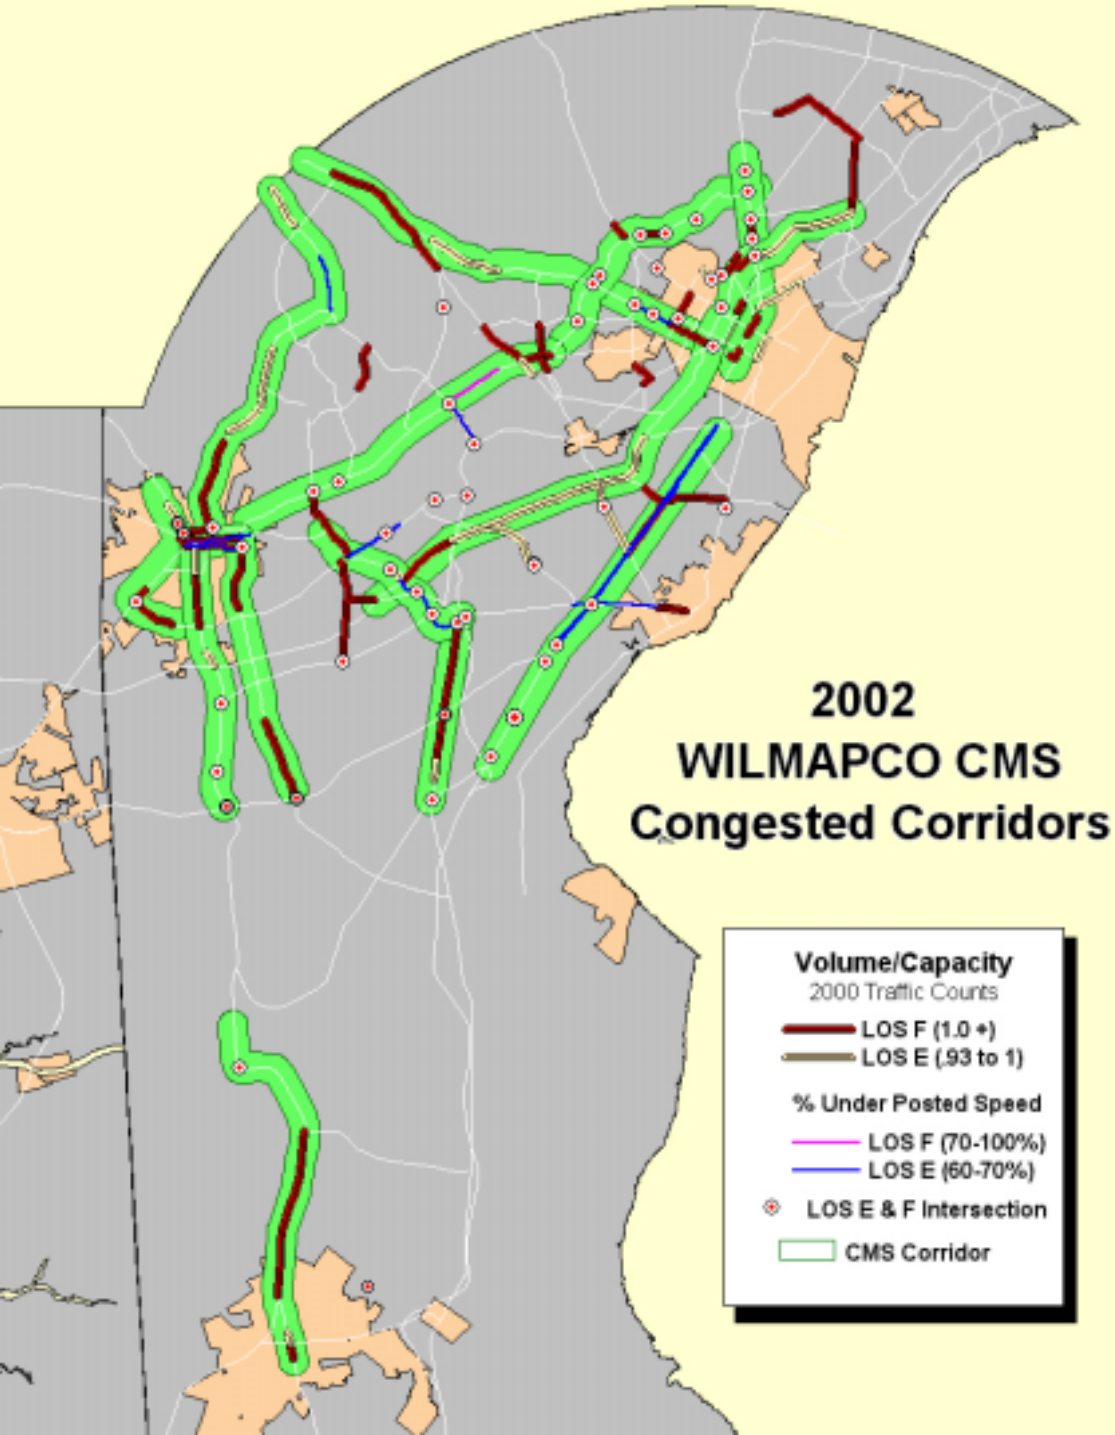 2002
WILMAPCO CMS
Congested Corridors
Volume/Capacity
2000 Traffic Counts
LOS F (1.0 +)
LOS E (.93 to 1)
% Under Posted Speed
LOS F (70-100%)
LOS E (60-70%)
LOS E & F Intersection
CMS Corridor